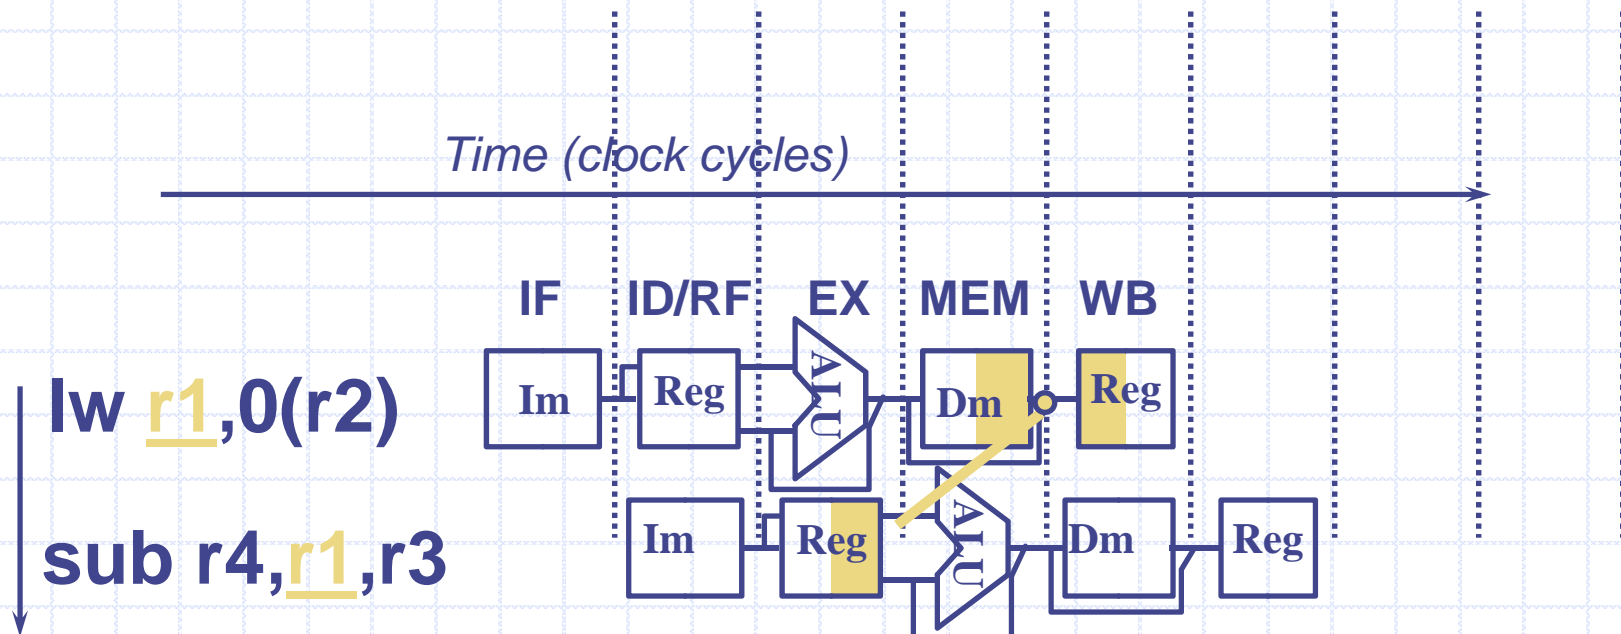 Time (clock cycles)
IF ID/RF EX MEM WB
lw r1,0(r2) Im Reg ALU Dm Reg
sub r4,r1,r3 Im Reg ALU Dm Reg